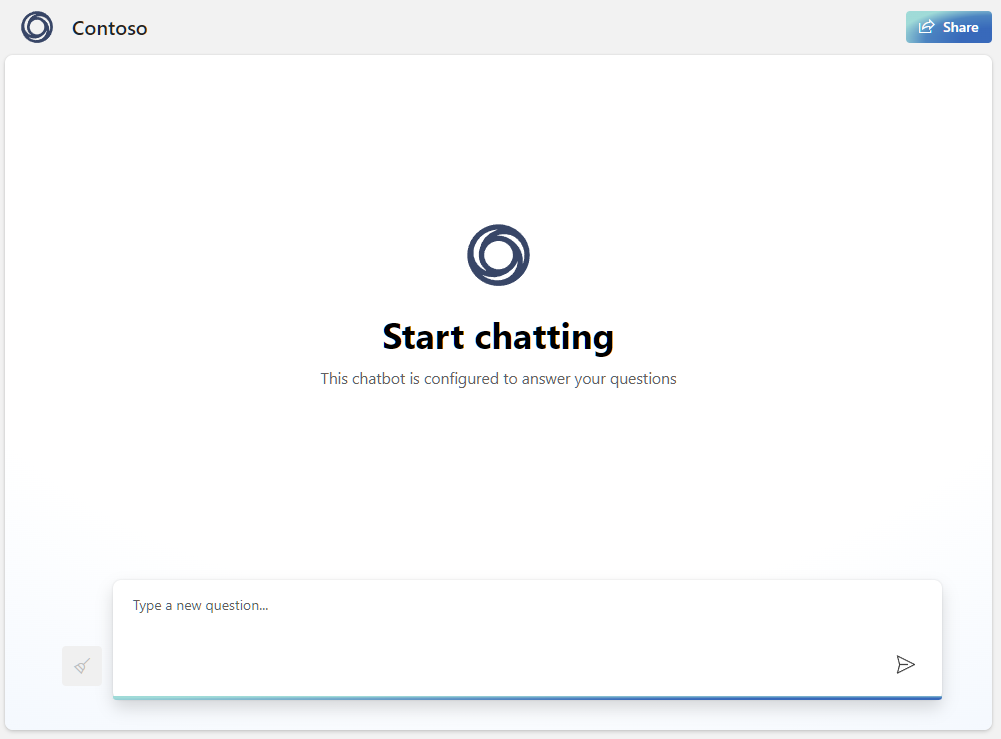 Contoso
Share
Start chatting
This chatbot is configured to answer your questions
Type a new question...